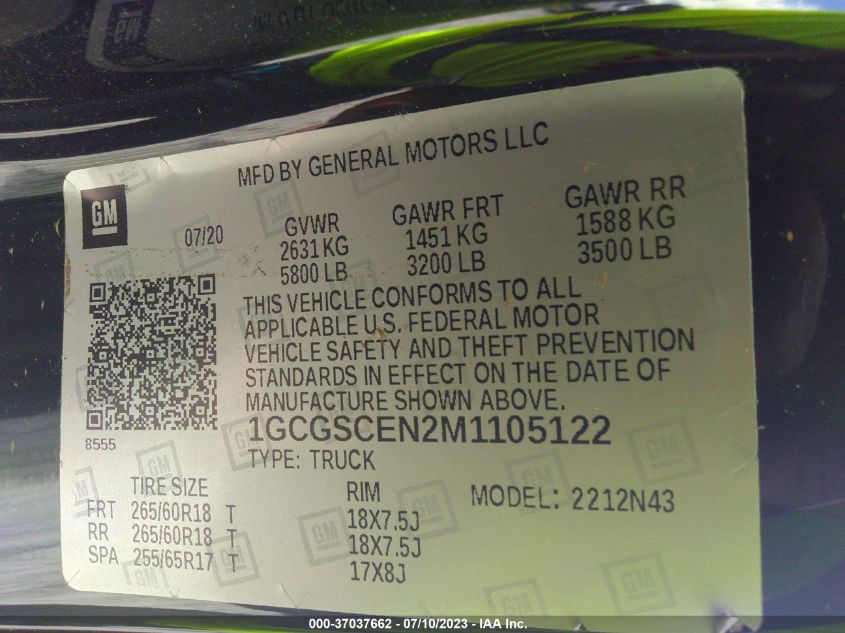 MFD BY GENERAL MOTORS LLC
GM
07/20
GVWR GAWR FRT GAWR RR
2631 KG 1451 KG 1588 KG
5800 LB 3200 LB 3500 LB
THIS VEHICLE CONFORMS TO ALL
APPLICABLE U.S. FEDERAL MOTOR
VEHICLE SAFETY AND THEFT PREVENTION
STANDARDS IN EFFECT ON THE DATE OF
MANUFACTURE SHOWN ABOVE.
8555
1GCGSCEN2M1105122
TYPE: TRUCK
TIRE SIZE RIM MODEL: 2212N43
FRT 265/60R18 T 18X7.5J
RR 265/60R18 T 18X7.5J
SPA 255/65R17 T 17X8J
000-37037662 - 07/10/2023 - IAA Inc.